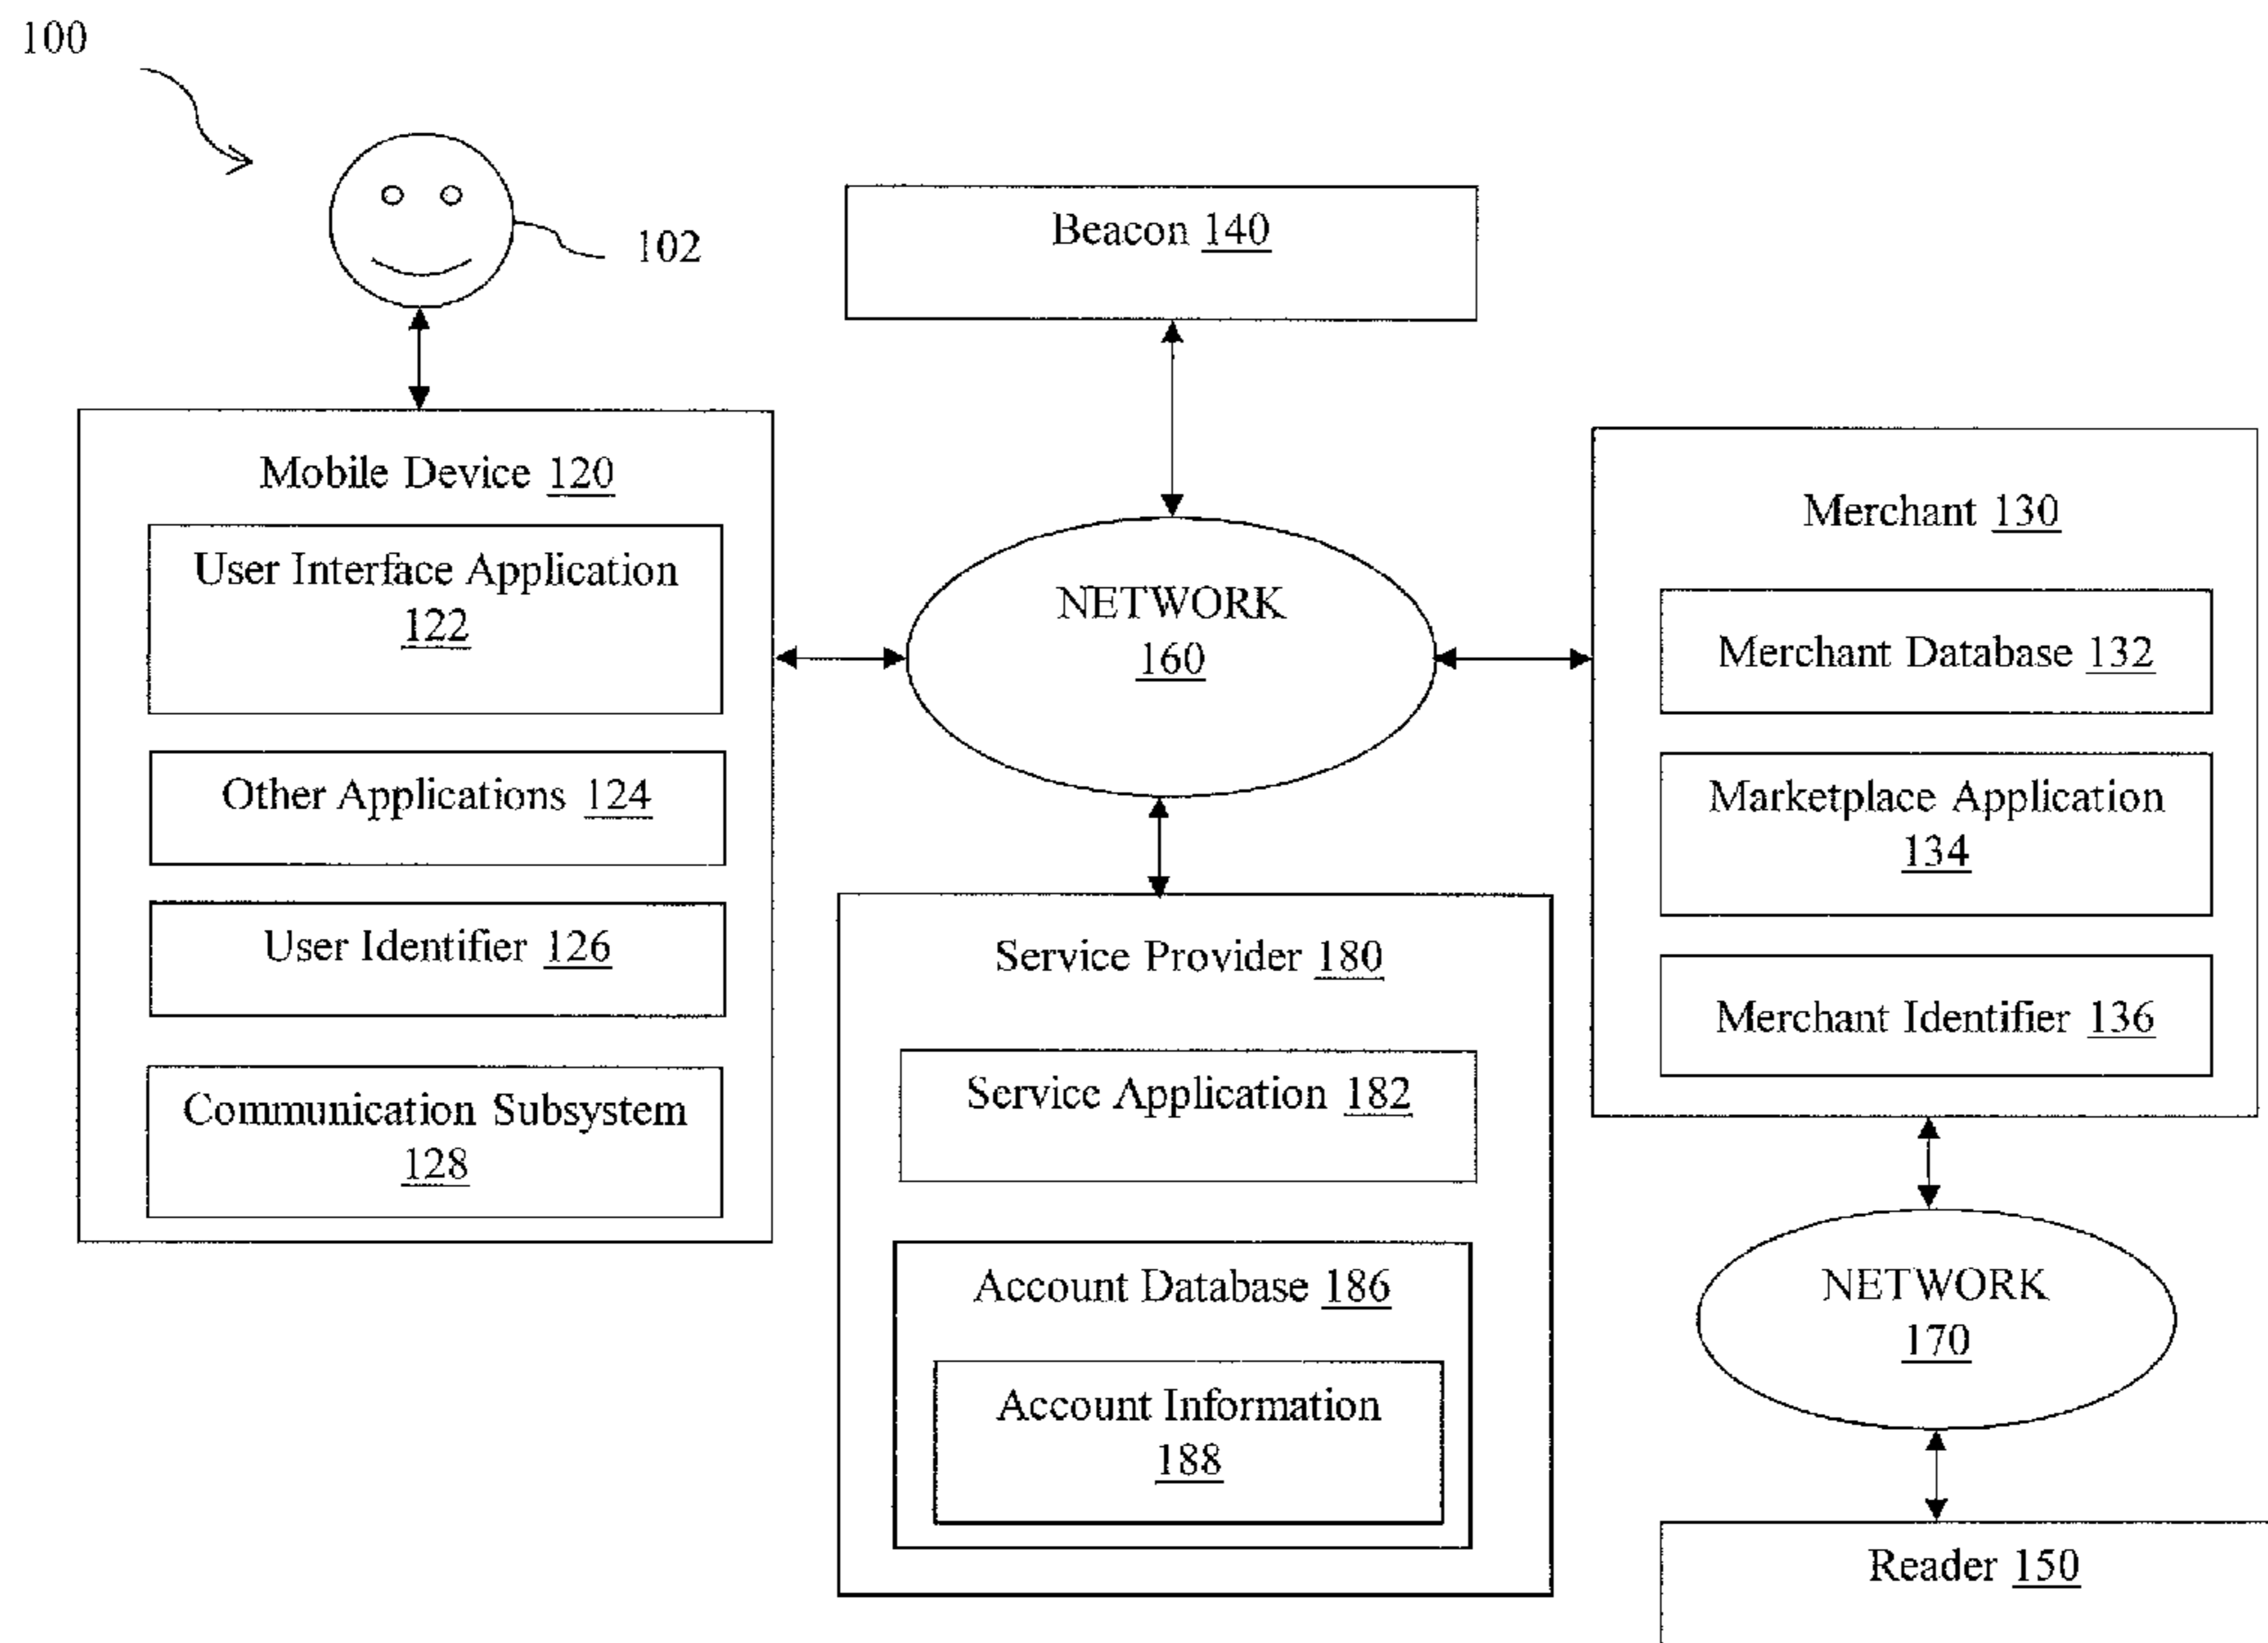 100
102
Beacon 140
Mobile Device 120
User Interface Application
122
Other Applications 124
User Identifier 126
Communication Subsystem
128
NETWORK
160
Service Provider 180
Service Application 182
Account Database 186
Account Information
188
Merchant 130
Merchant Database 132
Marketplace Application
134
Merchant Identifier 136
NETWORK
170
Reader 150